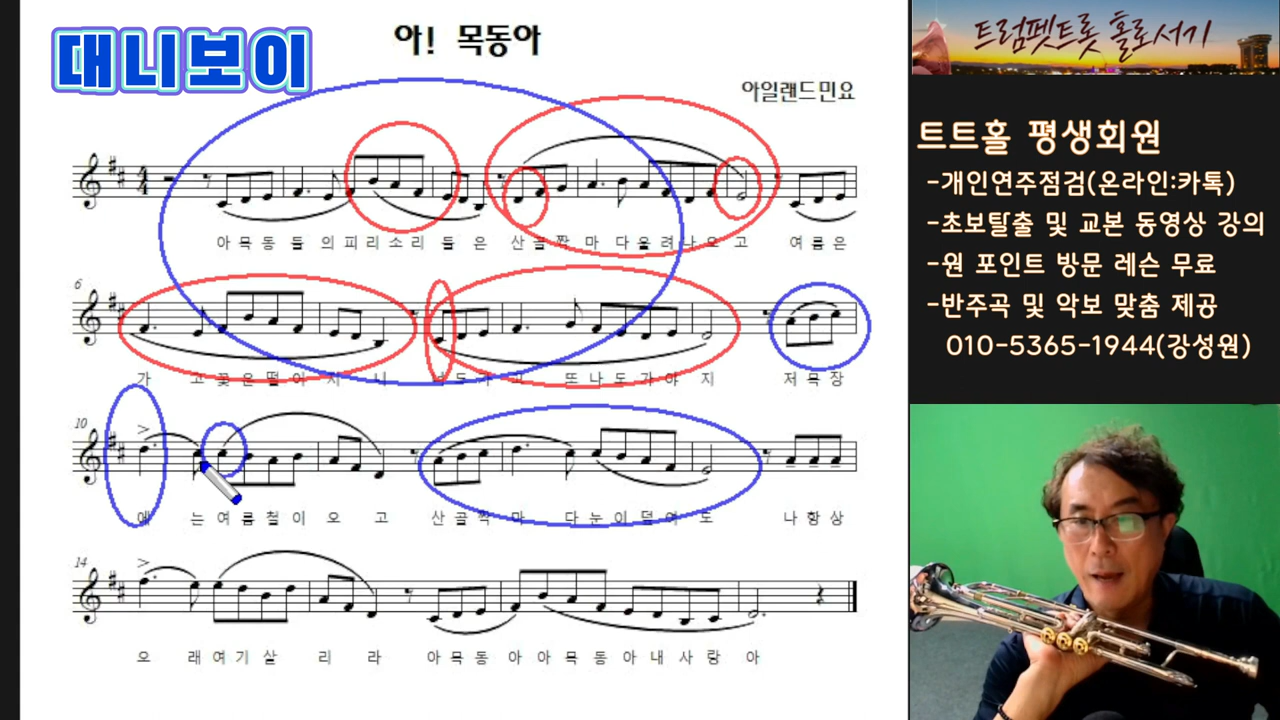 대니보이
아! 목동아
아일랜드민요
아 목 동 들 의 피 리 소 리 들 은 산 골 짝 마 다 울 려 나 오 고 여 름 은
6
가 고 꽃 은 떨 어 지 니 너 도 가 고 또 나 도 가 야 지 저 목 장
10
에 는 여 름 철 이 오 고 산 골 짝 마 다 눈 이 덮 여 도 나 항 상
14
오 래 여 기 살 리 라 아 목 동 아 아 목 동 아 내 사 랑 아
트럼펫트롯 홀로서기
트트홀 평생회원
-개인연주점검(온라인:카톡)
-초보탈출 및 교본 동영상 강의
-원 포인트 방문 레슨 무료
-반주곡 및 악보 맞춤 제공
010-5365-1944(강성원)